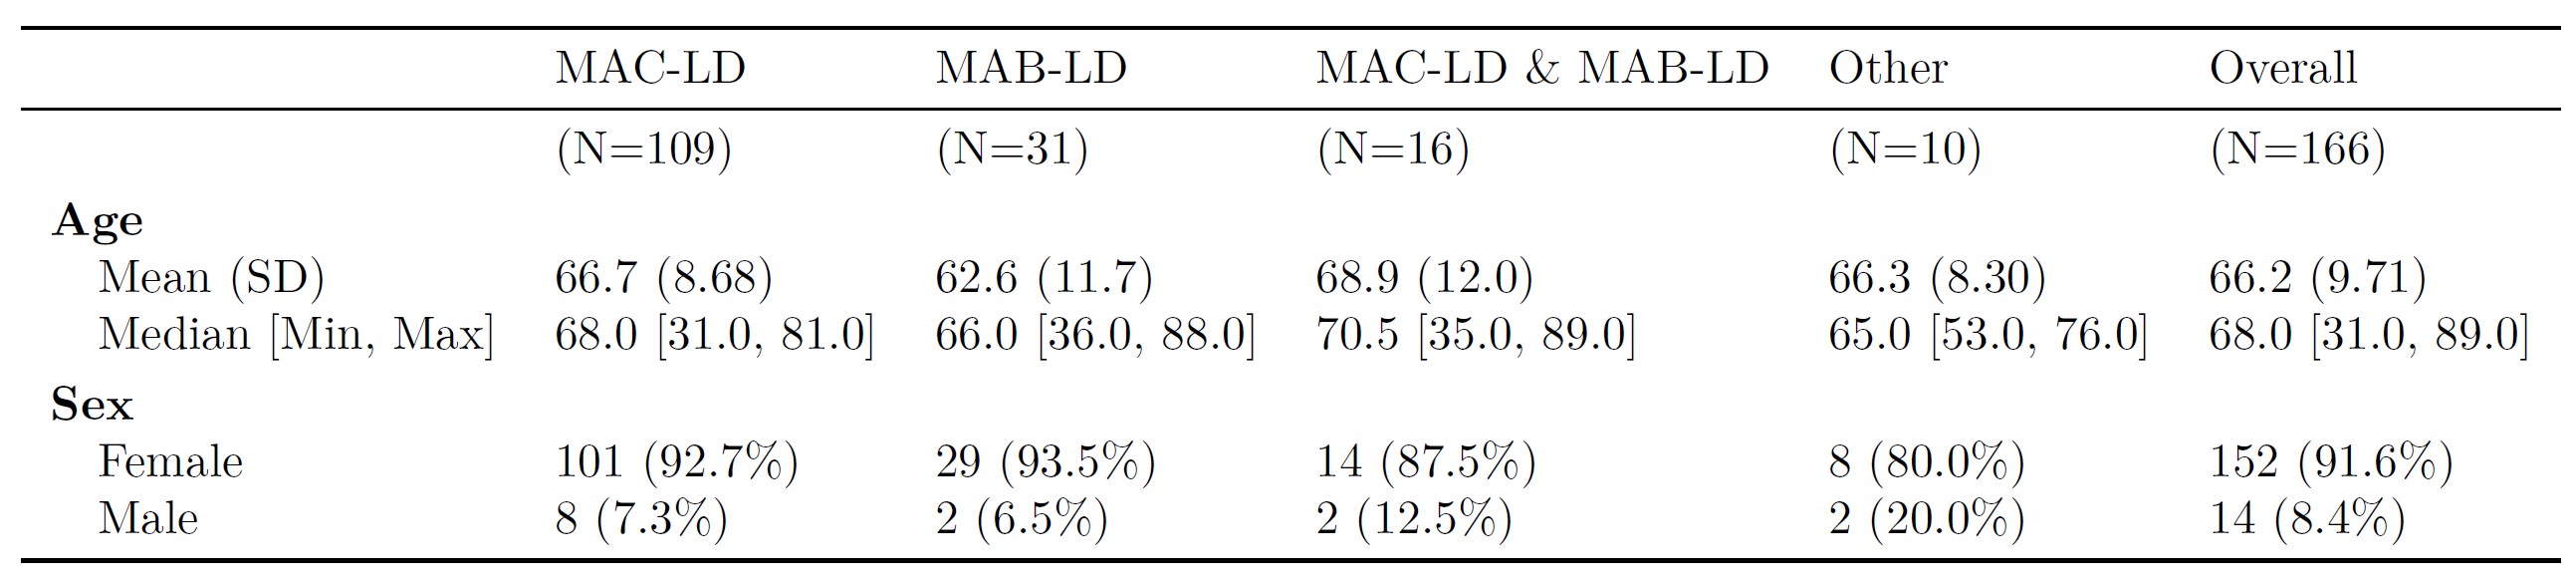 MAC-LD MAB-LD MAC-LD & MAB-LD Other Overall
(N=109) (N=31) (N=16) (N=10) (N=166)
Age
Mean (SD) 66.7 (8.68) 62.6 (11.7) 68.9 (12.0) 66.3 (8.30) 66.2 (9.71)
Median [Min, Max] 68.0 [31.0, 81.0] 66.0 [36.0, 88.0] 70.5 [35.0, 89.0] 65.0 [53.0, 76.0] 68.0 [31.0, 89.0]
Sex
Female 101 (92.7%) 29 (93.5%) 14 (87.5%) 8 (80.0%) 152 (91.6%)
Male 8 (7.3%) 2 (6.5%) 2 (12.5%) 2 (20.0%) 14 (8.4%)